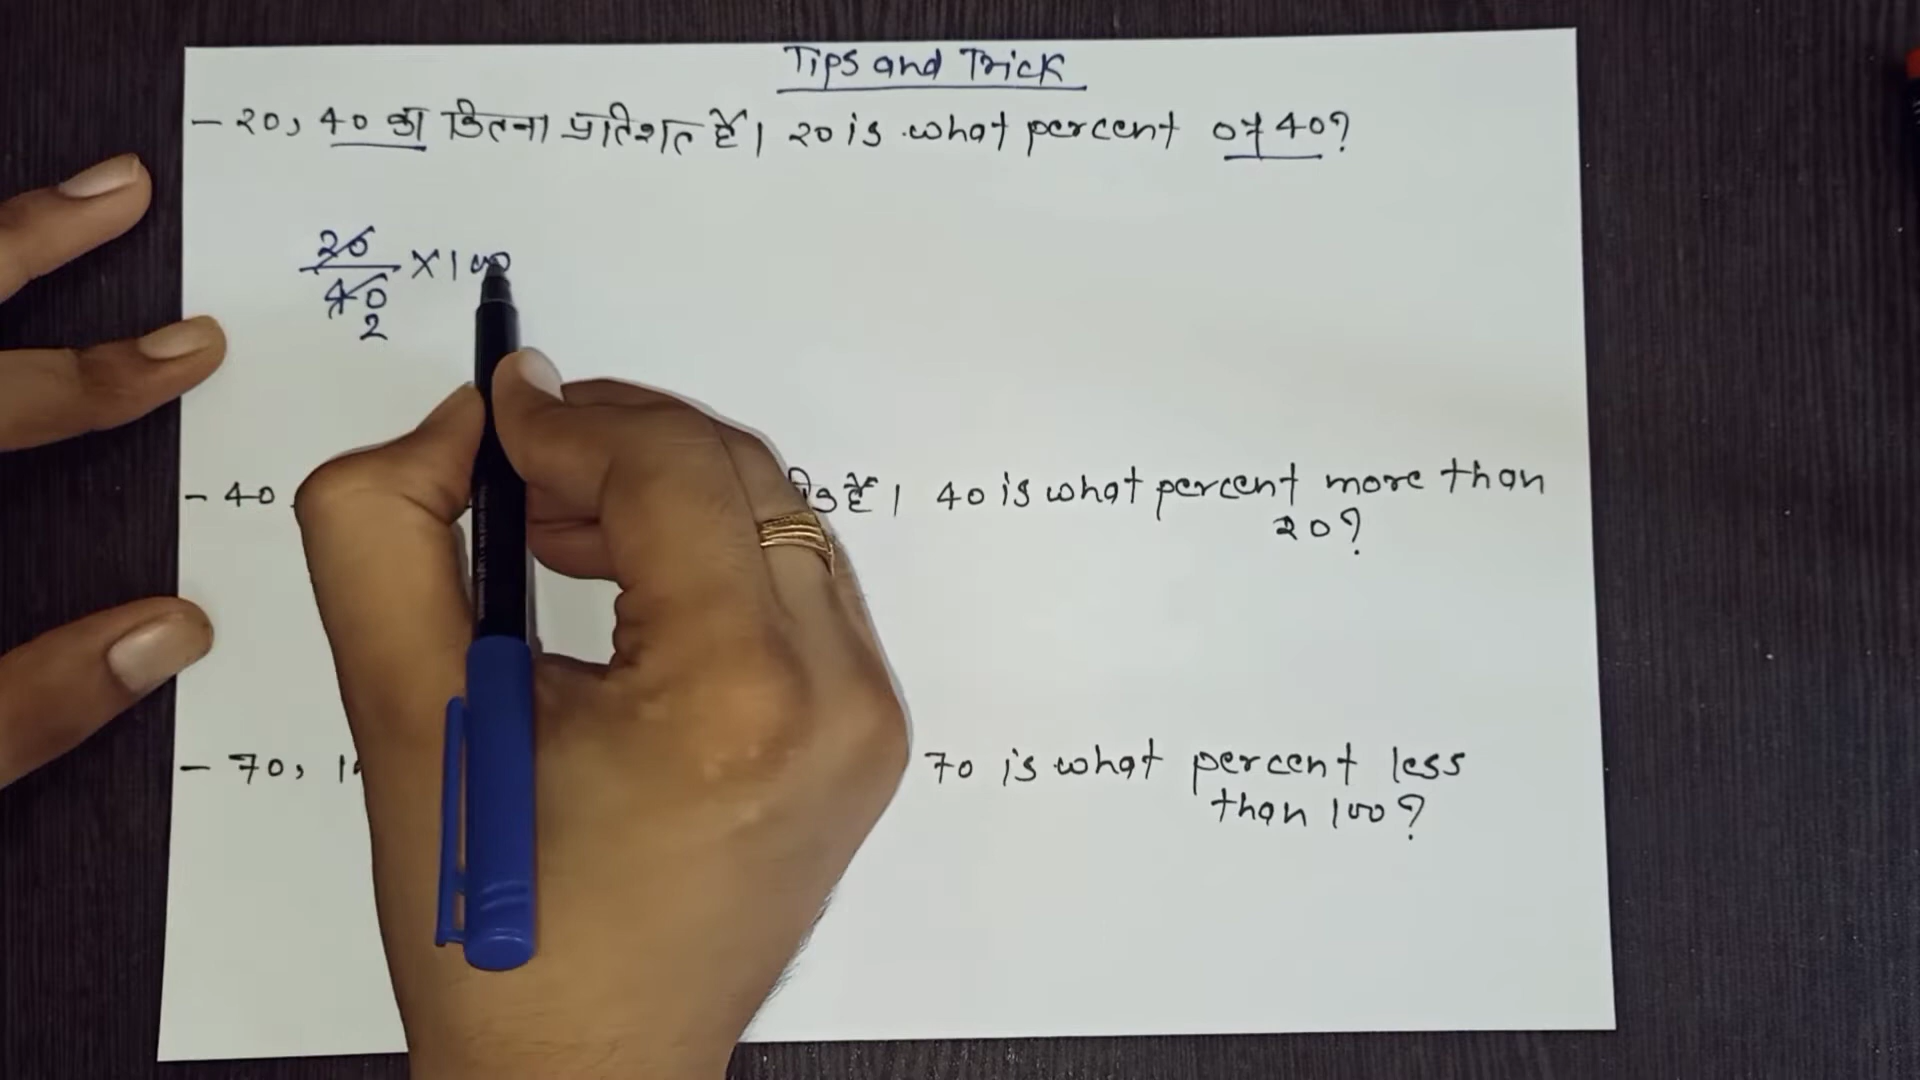 Tips and Trick
- 20, 40 का कितना प्रतिशत हैं। 20 is what percent of 40?
20
40 × 100
2
- 40 हैं। 40 is what percent more than
20?
- 70, 70 is what percent less
than 100?